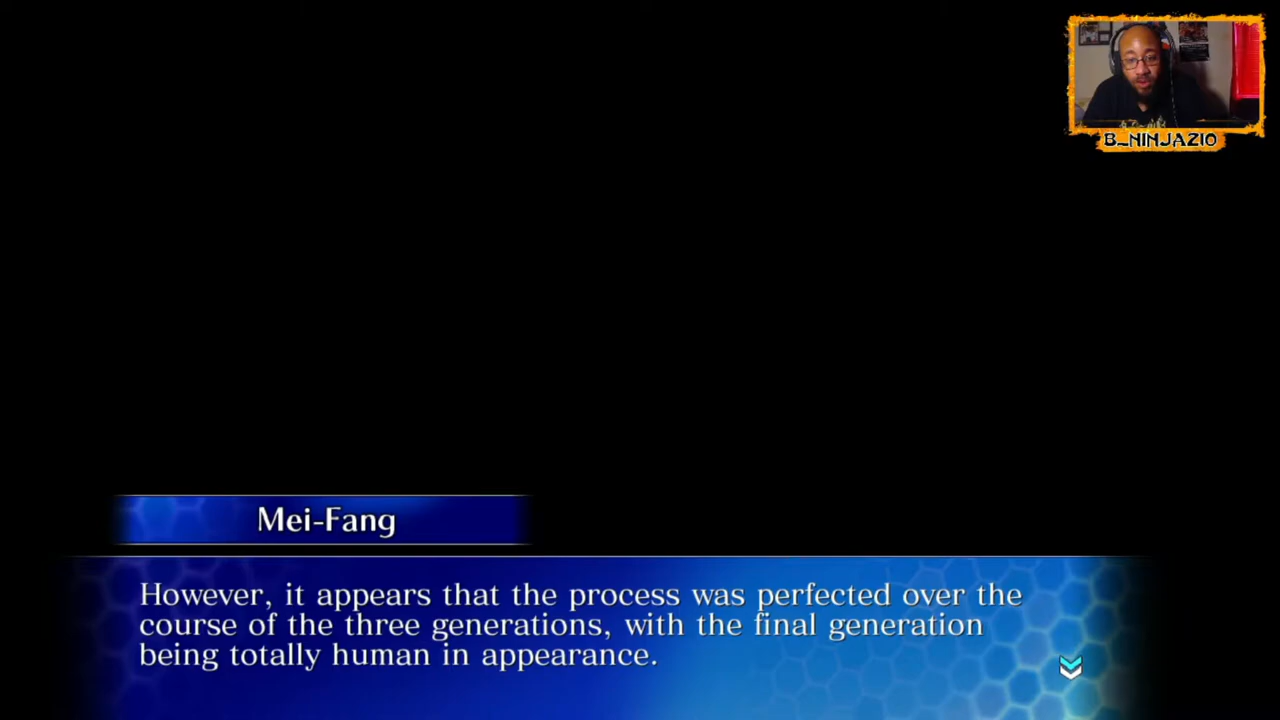 B_NINJAZ10
Mei-Fang
However, it appears that the process was perfected over the
course of the three generations, with the final generation
being totally human in appearance.